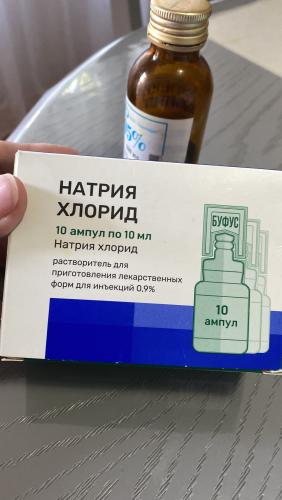 5%
НАТРИЯ
ХЛОРИД
10 ампул по 10 мл
Натрия хлорид
растворитель для
приготовления лекарственных
форм для инъекций 0,9%
БУФУС
10
ампул